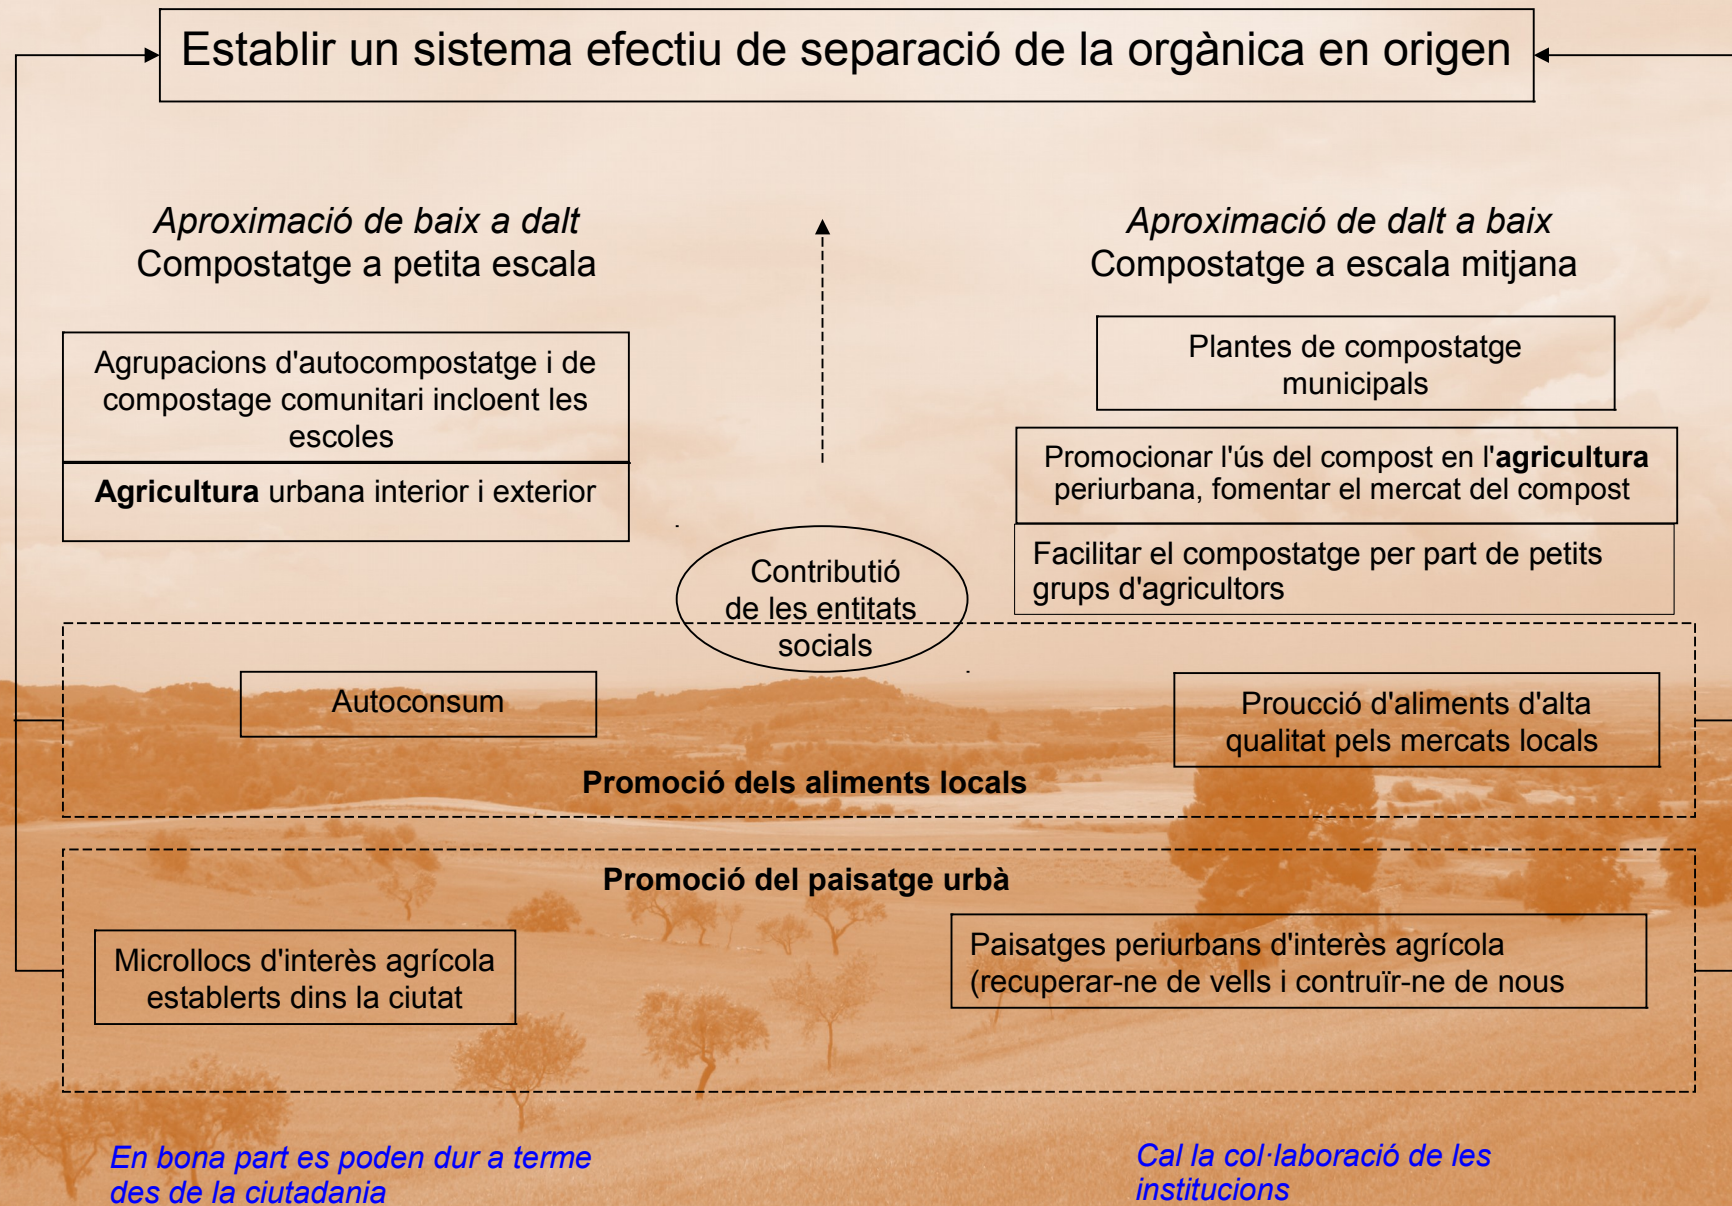 Establir un sistema efectiu de separació de la orgànica en origen
Aproximació de baix a dalt
Compostatge a petita escala
Agrupacions d'autocompostatge i de
compostage comunitari incloent les
escoles
Agricultura urbana interior i exterior
Aproximació de dalt a baix
Compostatge a escala mitjana
Plantes de compostatge
municipals
Promocionar l'ús del compost en l'agricultura
periurbana, fomentar el mercat del compost
Facilitar el compostatge per part de petits
grups d'agricultors
Contributió
de les entitats
socials
Autoconsum
Proucció d'aliments d'alta
qualitat pels mercats locals
Promoció dels aliments locals
Promoció del paisatge urbà
Microllocs d'interès agrícola
establerts dins la ciutat
Paisatges periurbans d'interès agrícola
(recuperar-ne de vells i contruïr-ne de nous
En bona part es poden dur a terme
des de la ciutadania
Cal la col·laboració de les
institucions